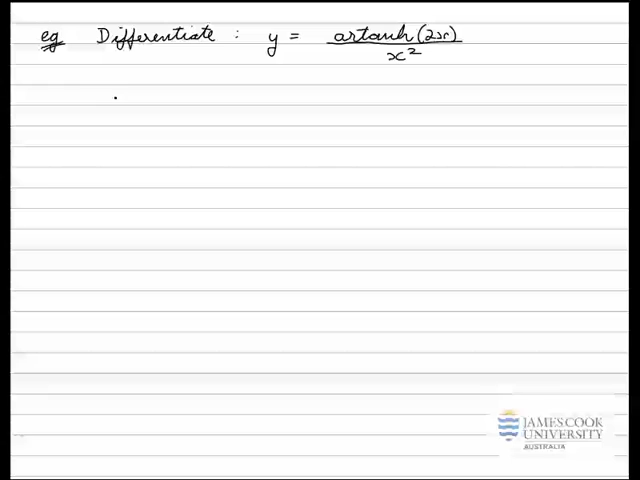 eg Differentiate : y = artanh(2x) / x²
JAMES COOK
UNIVERSITY
AUSTRALIA